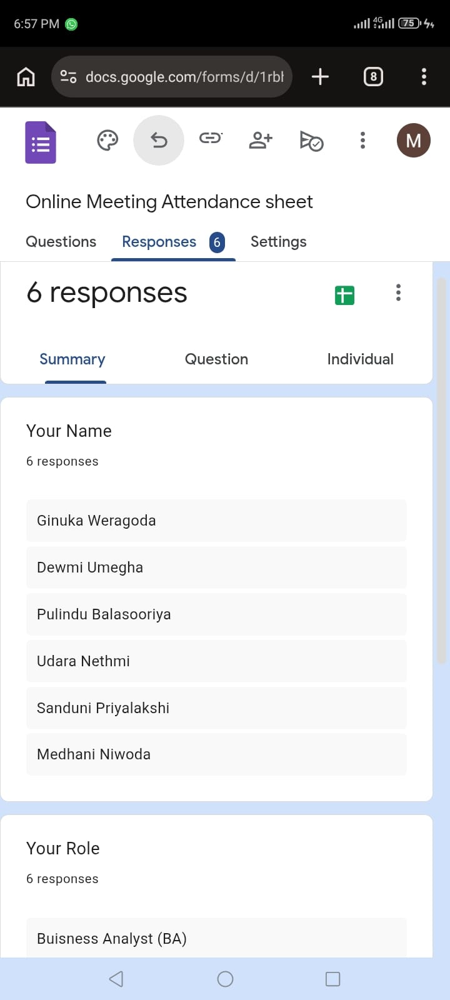 6:57 PM
4G
75
docs.google.com/forms/d/1rb
8
M
Online Meeting Attendance sheet
Questions Responses 6 Settings
6 responses
Summary Question Individual
Your Name
6 responses
Ginuka Weragoda
Dewmi Umegha
Pulindu Balasooriya
Udara Nethmi
Sanduni Priyalakshi
Medhani Niwoda
Your Role
6 responses
Buisness Analyst (BA)